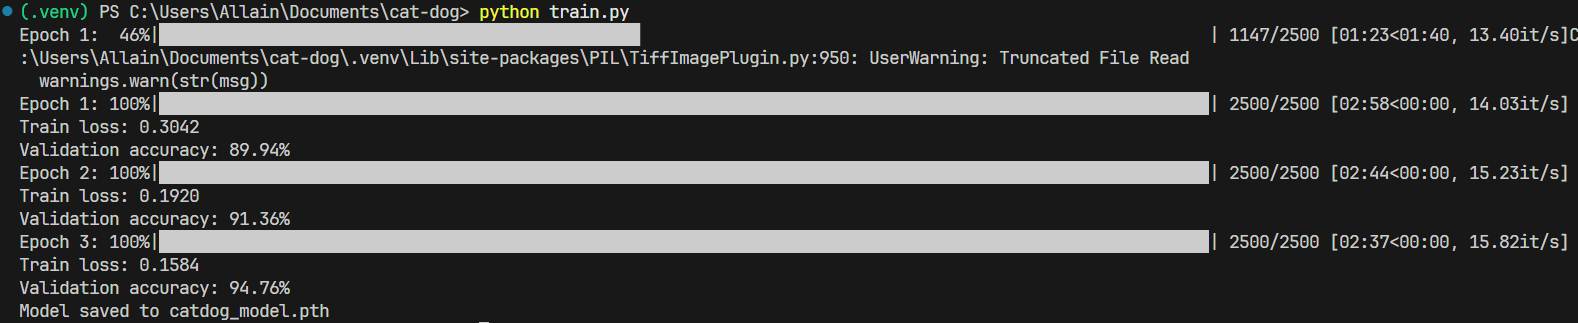 (.venv) PS C:\Users\Allain\Documents\cat-dog> python train.py
Epoch 1:  46%| | 1147/2500 [01:23<01:40, 13.40it/s]C
:\Users\Allain\Documents\cat-dog\.venv\Lib\site-packages\PIL\TiffImagePlugin.py:950: UserWarning: Truncated File Read
  warnings.warn(str(msg))
Epoch 1: 100%| | 2500/2500 [02:58<00:00, 14.03it/s]
Train loss: 0.3042
Validation accuracy: 89.94%
Epoch 2: 100%| | 2500/2500 [02:44<00:00, 15.23it/s]
Train loss: 0.1920
Validation accuracy: 91.36%
Epoch 3: 100%| | 2500/2500 [02:37<00:00, 15.82it/s]
Train loss: 0.1584
Validation accuracy: 94.76%
Model saved to catdog_model.pth